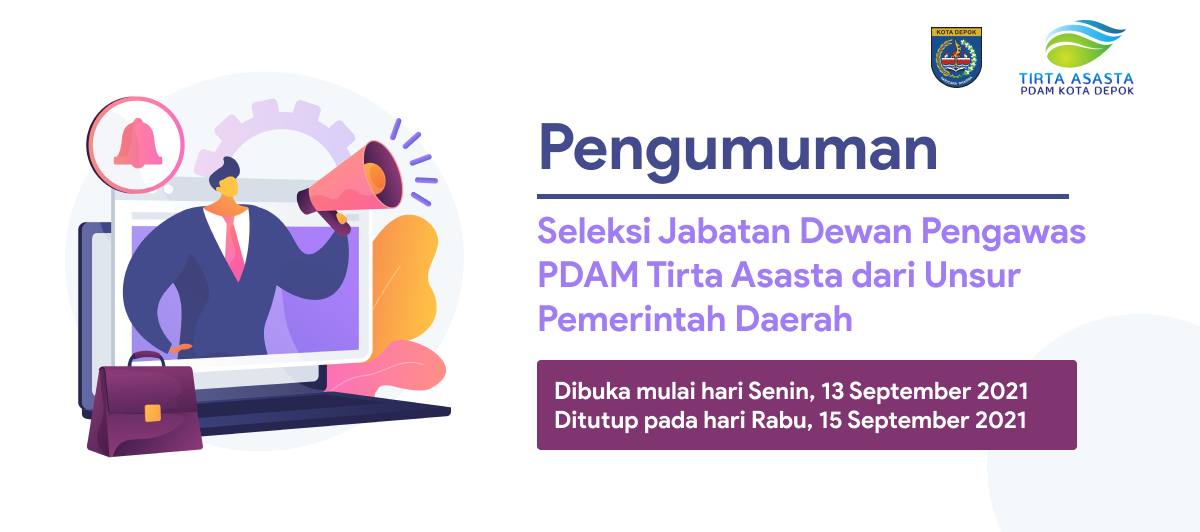 KOTA DEPOK
TIRTA ASASTA
PDAM KOTA DEPOK
Pengumuman
Seleksi Jabatan Dewan Pengawas
PDAM Tirta Asasta dari Unsur
Pemerintah Daerah
Dibuka mulai hari Senin, 13 September 2021
Ditutup pada hari Rabu, 15 September 2021